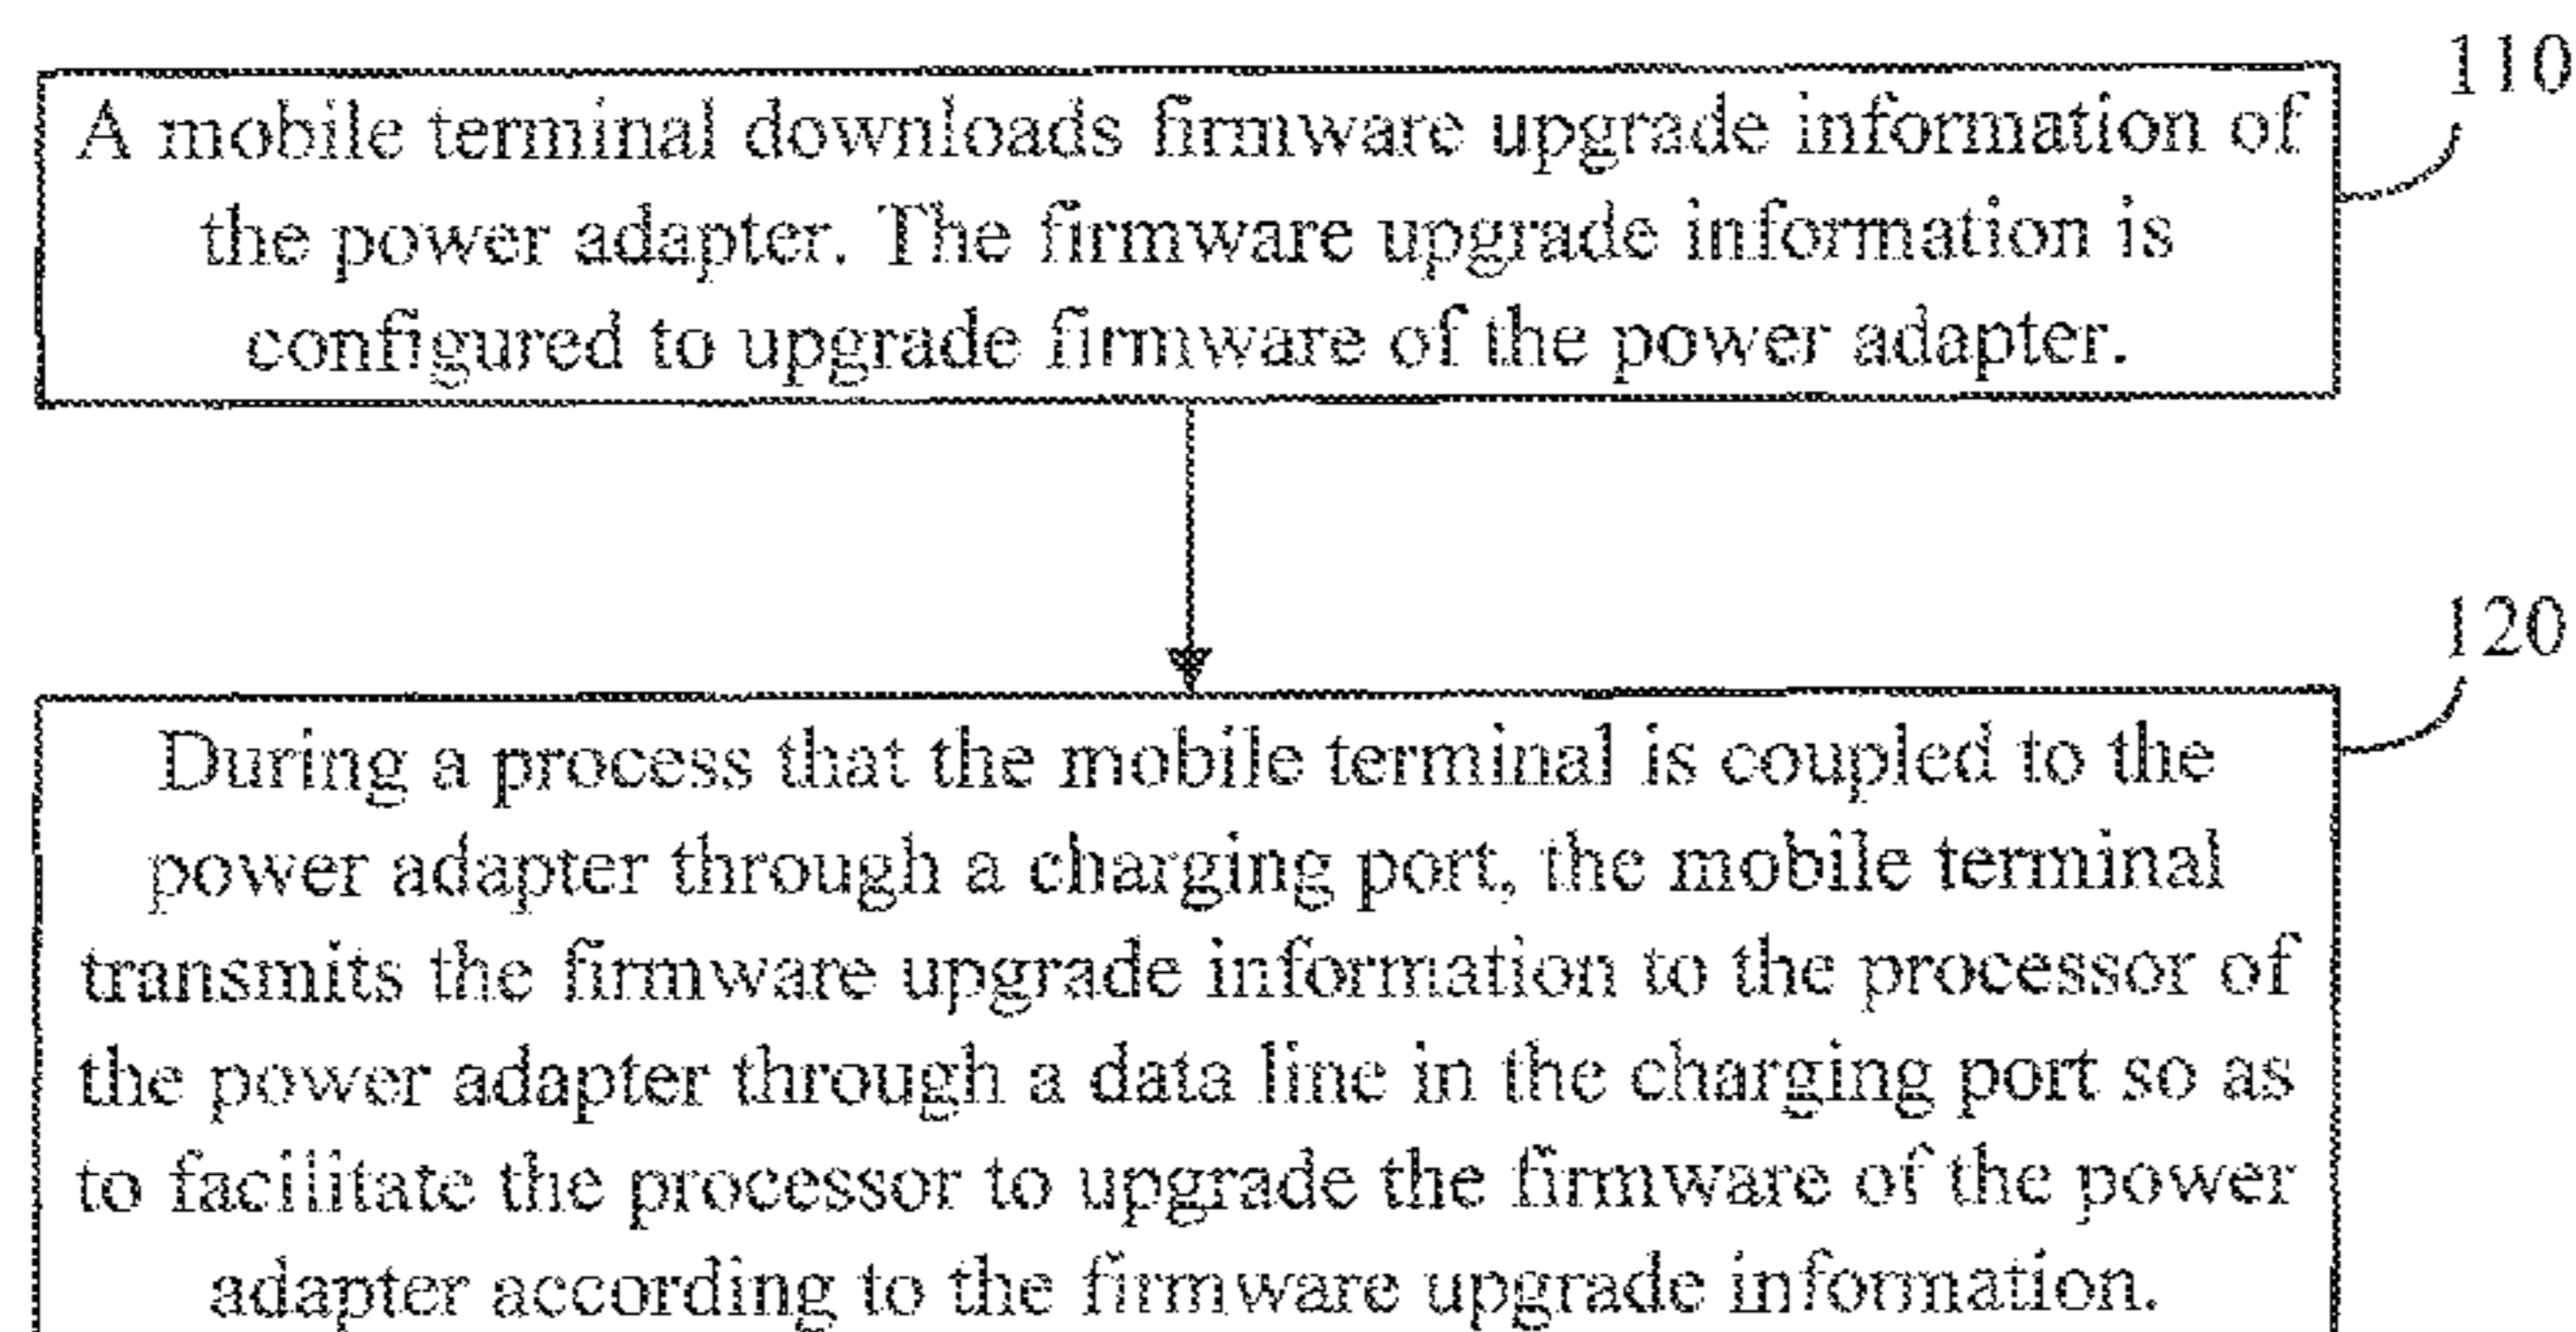 110
A mobile terminal downloads firmware upgrade information of
the power adapter. The firmware upgrade information is
configured to upgrade firmware of the power adapter.
120
During a process that the mobile terminal is coupled to the
power adapter through a charging port, the mobile terminal
transmits the firmware upgrade information to the processor of
the power adapter through a data line in the charging port so as
to facilitate the processor to upgrade the firmware of the power
adapter according to the firmware upgrade information.